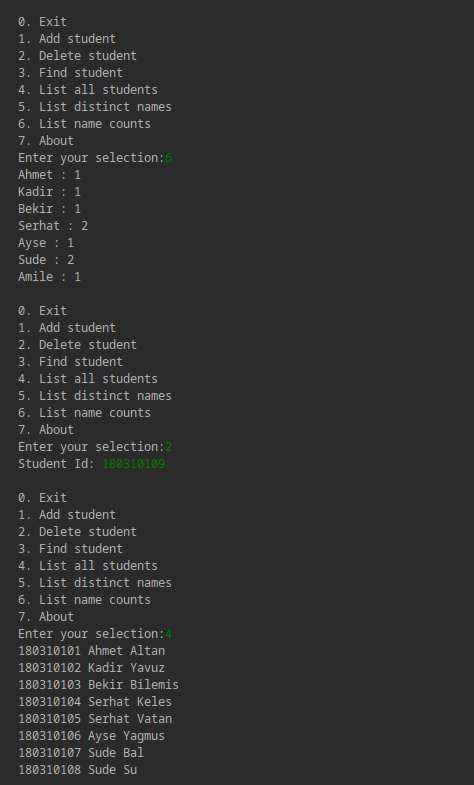 0. Exit
1. Add student
2. Delete student
3. Find student
4. List all students
5. List distinct names
6. List name counts
7. About
Enter your selection:6
Ahmet : 1
Kadir : 1
Bekir : 1
Serhat : 2
Ayse : 1
Sude : 2
Amile : 1

0. Exit
1. Add student
2. Delete student
3. Find student
4. List all students
5. List distinct names
6. List name counts
7. About
Enter your selection:2
Student Id: 180310109

0. Exit
1. Add student
2. Delete student
3. Find student
4. List all students
5. List distinct names
6. List name counts
7. About
Enter your selection:4
180310101 Ahmet Altan
180310102 Kadir Yavuz
180310103 Bekir Bilemis
180310104 Serhat Keles
180310105 Serhat Vatan
180310106 Ayse Yagmus
180310107 Sude Bal
180310108 Sude Su